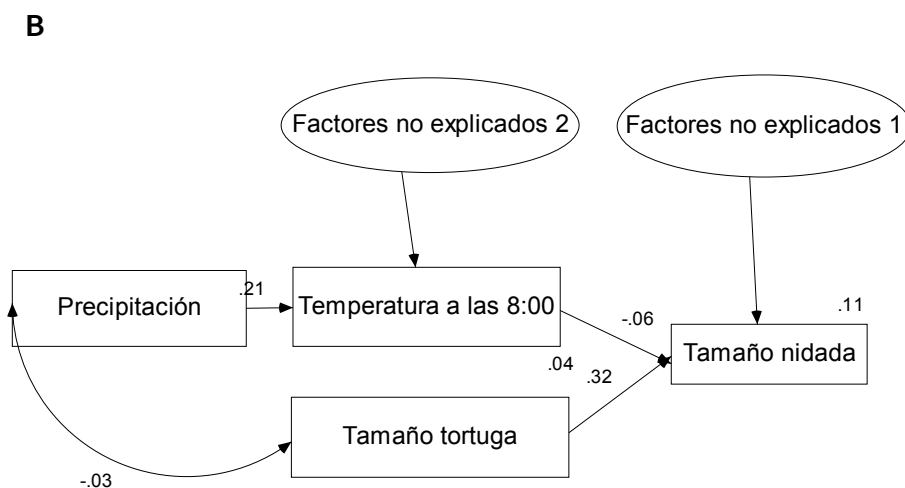 B
Factores no explicados 2
Factores no explicados 1
Precipitación
.21
Temperatura a las 8:00
-.06
.11
Tamaño nidada
.04
.32
Tamaño tortuga
-.03